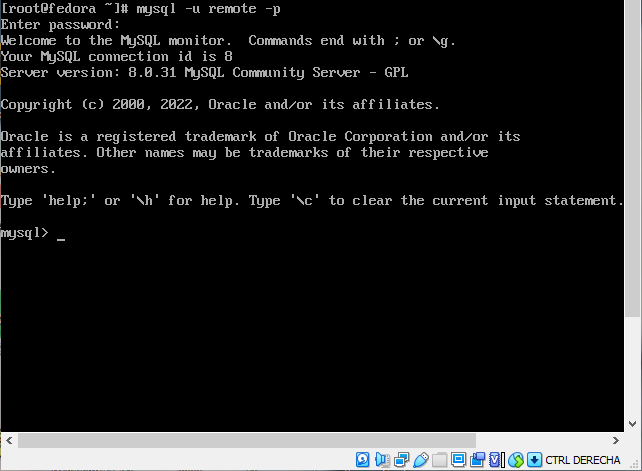 [root@fedora ~]# mysql -u remote -p
Enter password:
Welcome to the MySQL monitor.  Commands end with ; or \g.
Your MySQL connection id is 8
Server version: 8.0.31 MySQL Community Server - GPL
Copyright (c) 2000, 2022, Oracle and/or its affiliates.
Oracle is a registered trademark of Oracle Corporation and/or its
affiliates. Other names may be trademarks of their respective
owners.
Type 'help;' or '\h' for help. Type '\c' to clear the current input statement.
mysql> _
CTRL DERECHA